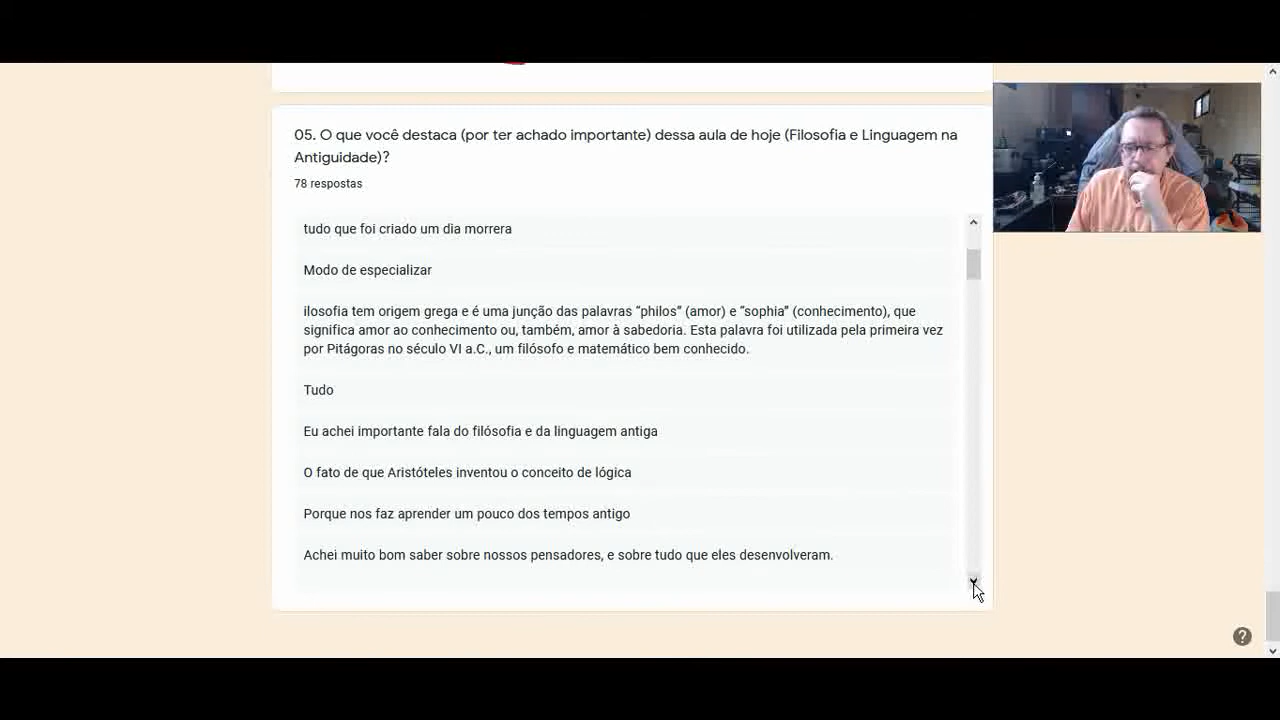 05. O que você destaca (por ter achado importante) dessa aula de hoje (Filosofia e Linguagem na
Antiguidade)?
78 respostas
tudo que foi criado um dia morrera
Modo de especializar
ilosofia tem origem grega e é uma junção das palavras “philos” (amor) e “sophia” (conhecimento), que
significa amor ao conhecimento ou, também, amor à sabedoria. Esta palavra foi utilizada pela primeira vez
por Pitágoras no século VI a.C., um filósofo e matemático bem conhecido.
Tudo
Eu achei importante fala do filósofia e da linguagem antiga
O fato de que Aristóteles inventou o conceito de lógica
Porque nos faz aprender um pouco dos tempos antigo
Achei muito bom saber sobre nossos pensadores, e sobre tudo que eles desenvolveram.